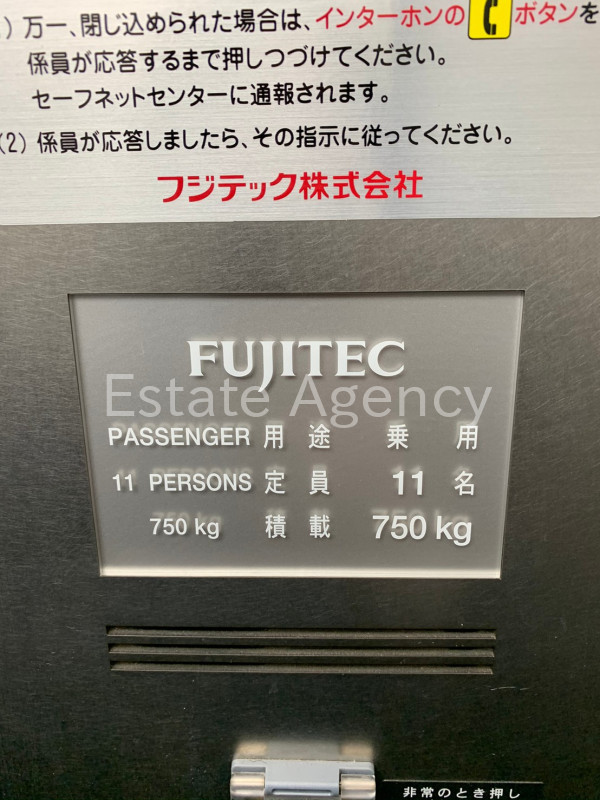 )万一、閉じ込められた場合は、インターホンの ボタンを
係員が応答するまで押しつづけてください。
セーフネットセンターに通報されます。
(2) 係員が応答しましたら、その指示に従ってください。
フジテック株式会社
FUJITEC
Estate Agency
PASSENGER 用途 乗用
11 PERSONS 定員 11名
750 kg 積載 750 kg
非常のとき押し